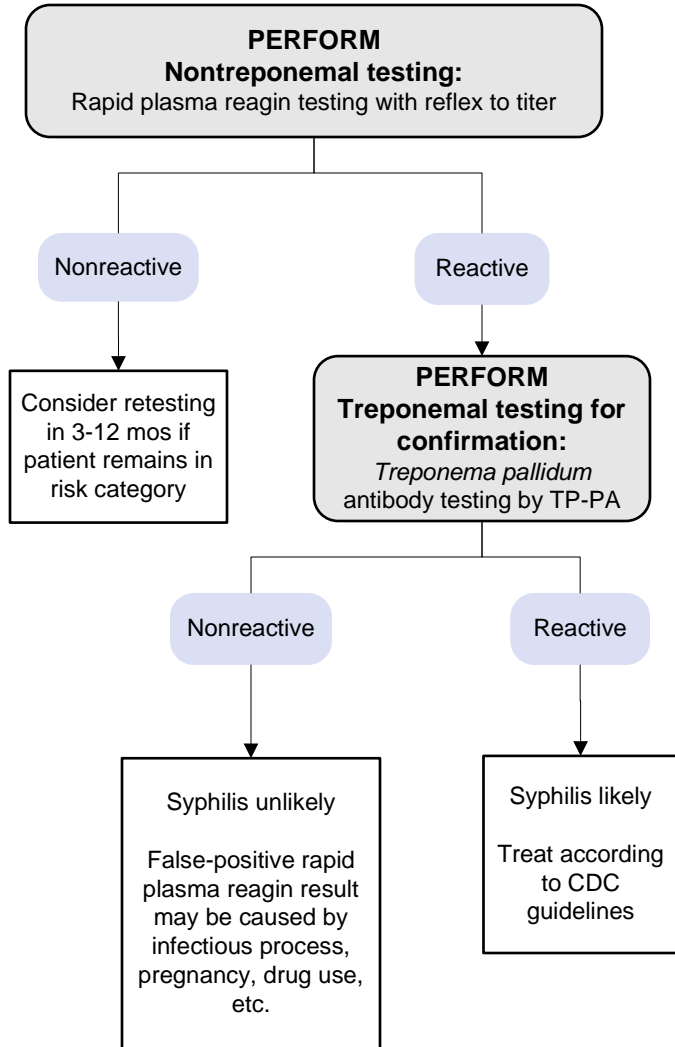 PERFORM
Nontreponemal testing:
Rapid plasma reagin testing with reflex to titer
Nonreactive
Reactive
Consider retesting
in 3-12 mos if
patient remains in
risk category
PERFORM
Treponemal testing for
confirmation:
Treponema pallidum
antibody testing by TP-PA
Nonreactive
Reactive
Syphilis unlikely
False-positive rapid
plasma reagin result
may be caused by
infectious process,
pregnancy, drug use,
etc.
Syphilis likely
Treat according
to CDC
guidelines